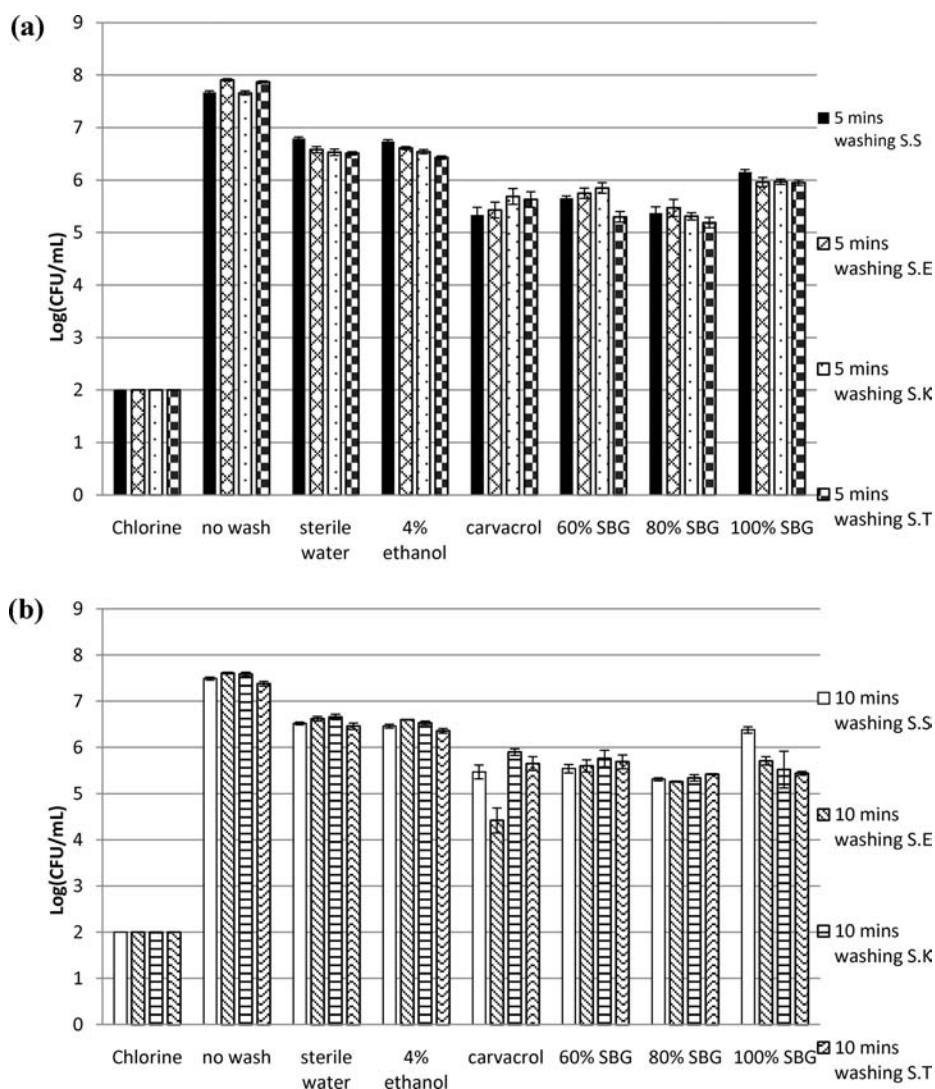 (a)
9
8
7
6
5
4
3
2
1
0
Log(CFU/mL)
Chlorine
no wash
sterile
water
4%
ethanol
carvacrol
60% SBG
80% SBG
100% SBG
5 mins
washing S.S
5 mins
washing S.E
5 mins
washing S.K
5 mins
washing S.T
(b)
9
8
7
6
5
4
3
2
1
0
Log(CFU/mL)
Chlorine
no wash
sterile
water
4%
ethanol
carvacrol
60% SBG
80% SBG
100% SBG
10 mins
washing S.S
10 mins
washing S.E
10 mins
washing S.K
10 mins
washing S.T